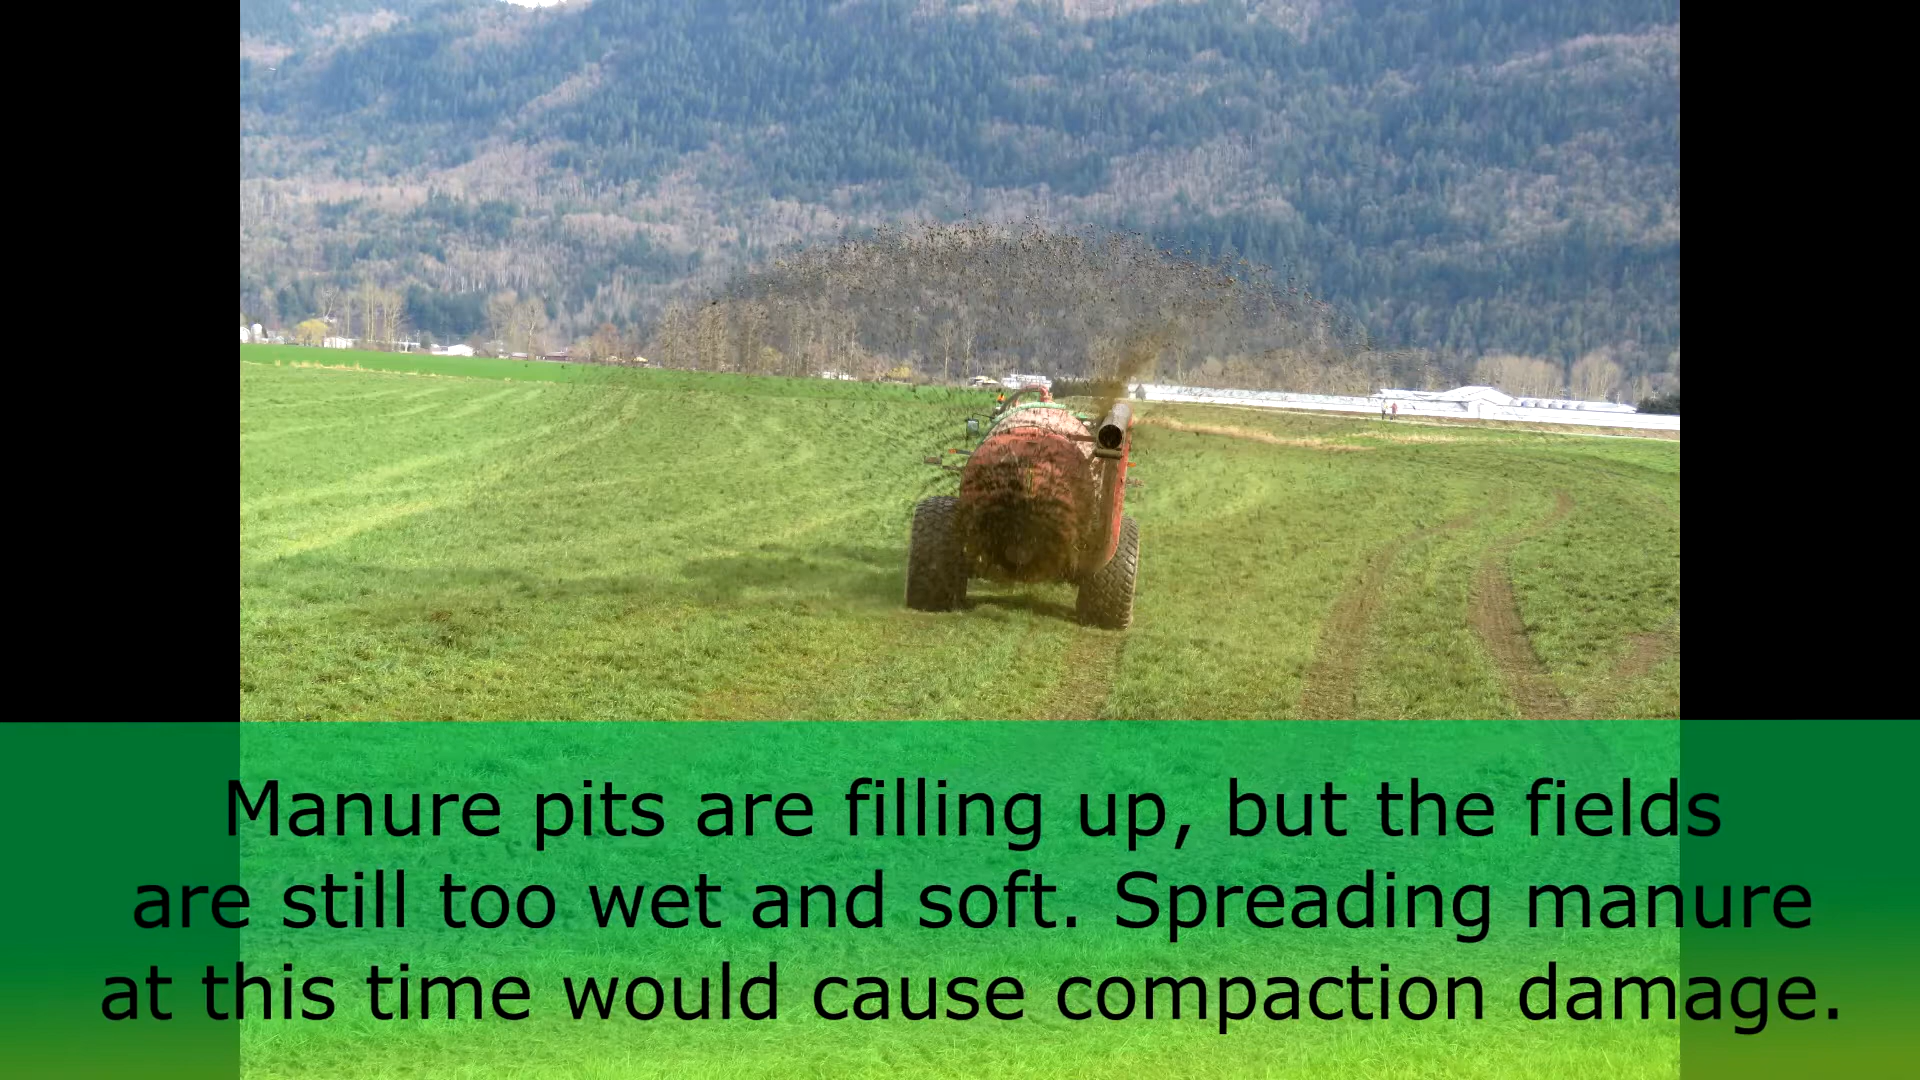 Manure pits are filling up, but the fields
are still too wet and soft. Spreading manure
at this time would cause compaction damage.